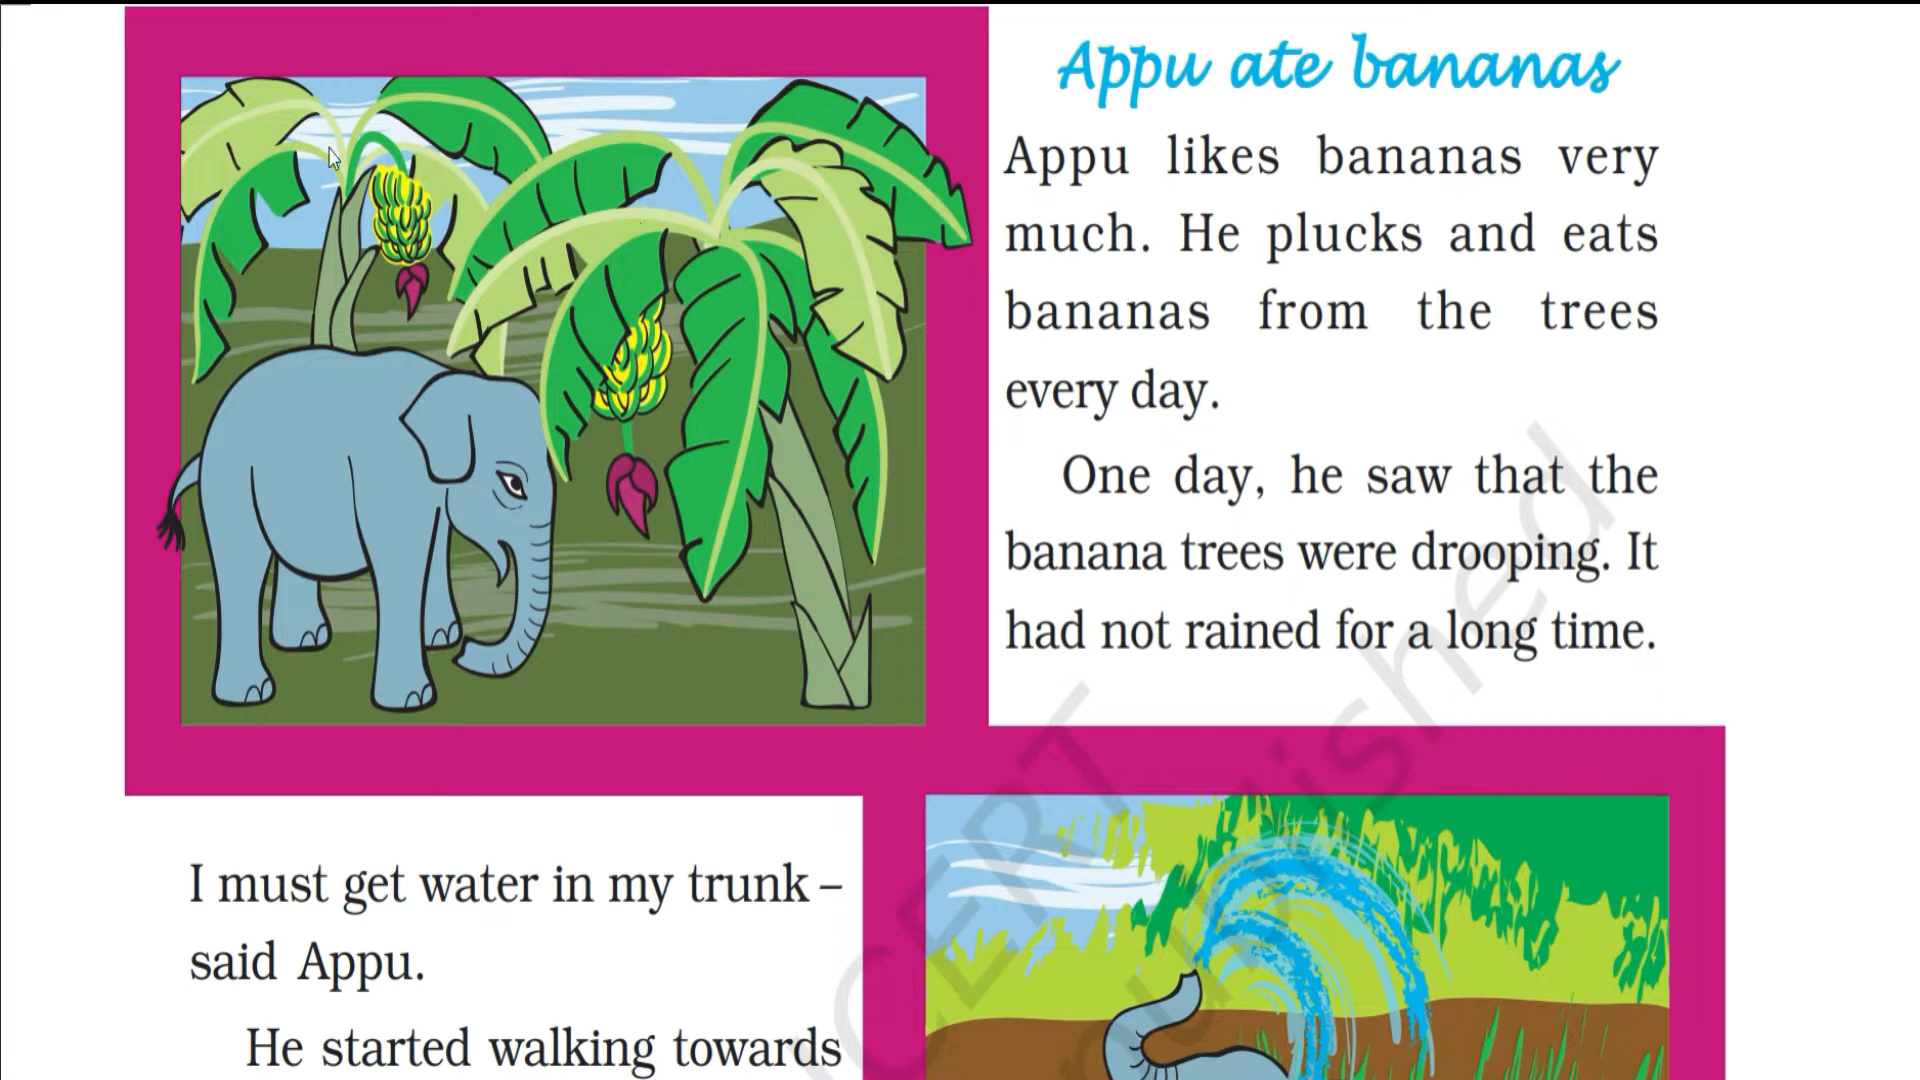 Appu ate bananas
Appu likes bananas very
much. He plucks and eats
bananas from the trees
every day.
One day, he saw that the
banana trees were drooping. It
had not rained for a long time.
I must get water in my trunk –
said Appu.
He started walking towards